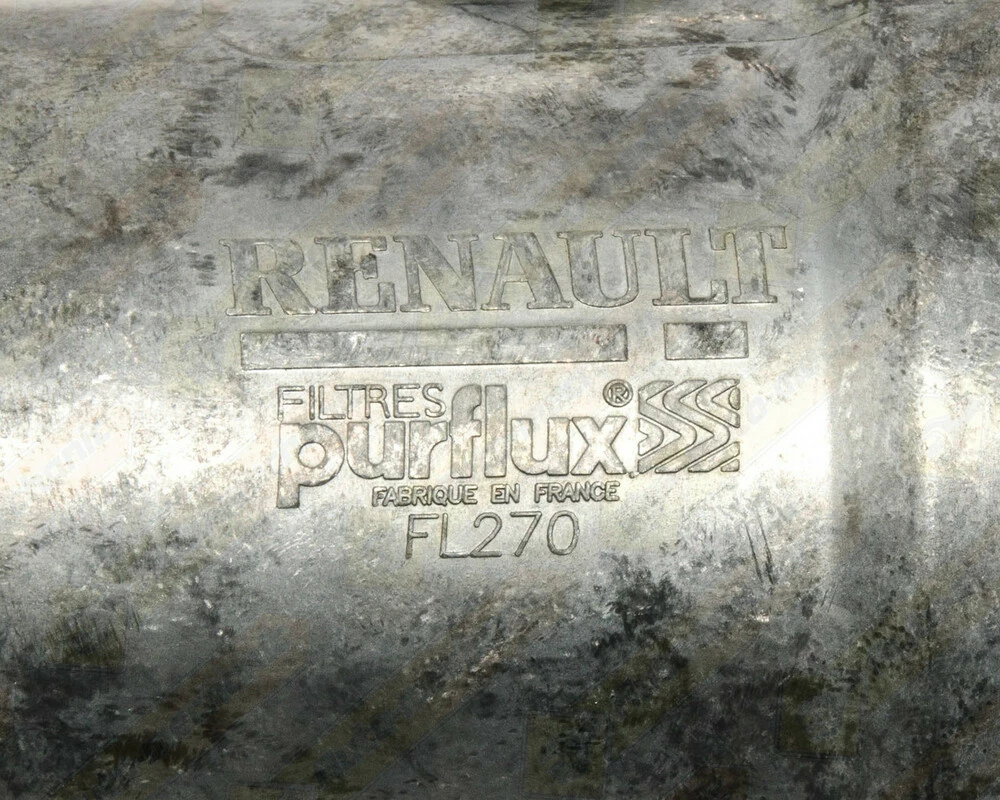 RENAULT
FILTRES
purflux®
FABRIQUE EN FRANCE
FL270